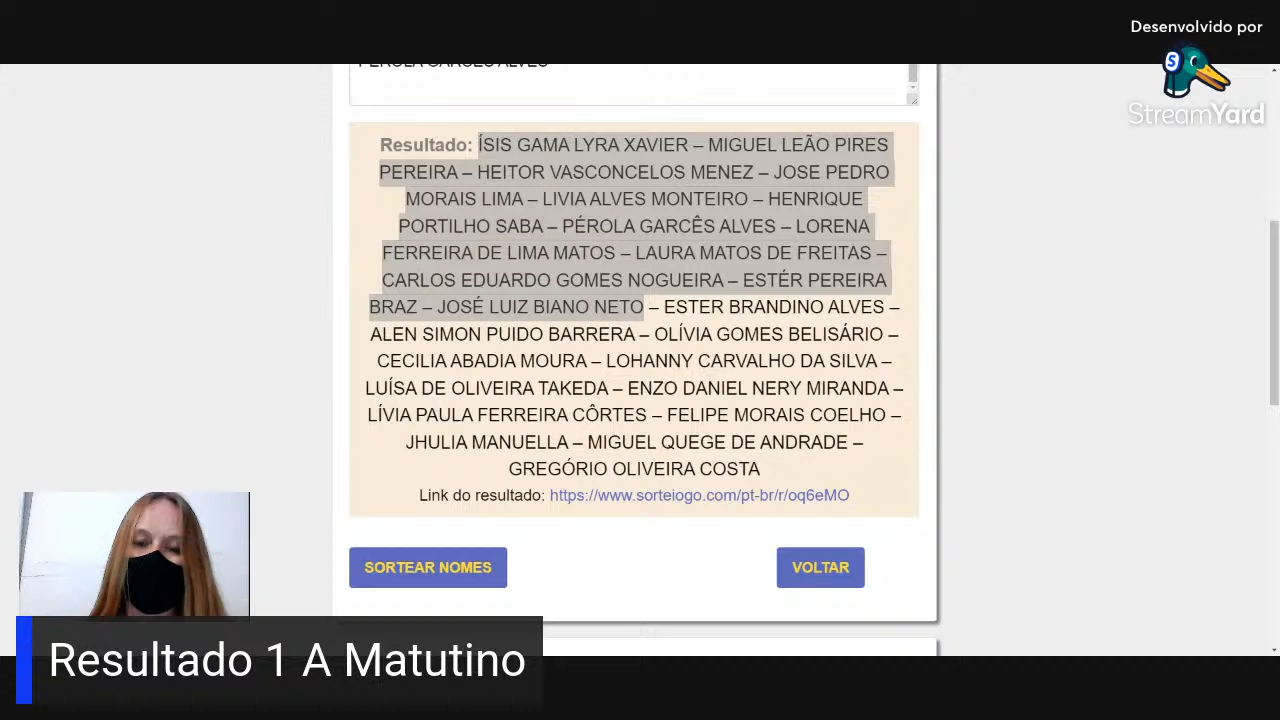 Desenvolvido por
StreamYard
PÉROLA GARCÊS ALVES
Resultado: ÍSIS GAMA LYRA XAVIER – MIGUEL LEÃO PIRES
PEREIRA – HEITOR VASCONCELOS MENEZ – JOSE PEDRO
MORAIS LIMA – LIVIA ALVES MONTEIRO – HENRIQUE
PORTILHO SABA – PÉROLA GARCÊS ALVES – LORENA
FERREIRA DE LIMA MATOS – LAURA MATOS DE FREITAS –
CARLOS EDUARDO GOMES NOGUEIRA – ESTÉR PEREIRA
BRAZ – JOSÉ LUIZ BIANO NETO – ESTER BRANDINO ALVES –
ALEN SIMON PUIDO BARRERA – OLÍVIA GOMES BELISÁRIO –
CECILIA ABADIA MOURA – LOHANNY CARVALHO DA SILVA –
LUÍSA DE OLIVEIRA TAKEDA – ENZO DANIEL NERY MIRANDA –
LÍVIA PAULA FERREIRA CÔRTES – FELIPE MORAIS COELHO –
JHULIA MANUELLA – MIGUEL QUEGE DE ANDRADE –
GREGÓRIO OLIVEIRA COSTA
Link do resultado: https://www.sorteiogo.com/pt-br/r/oq6eMO
SORTEAR NOMES
VOLTAR
Resultado 1 A Matutino